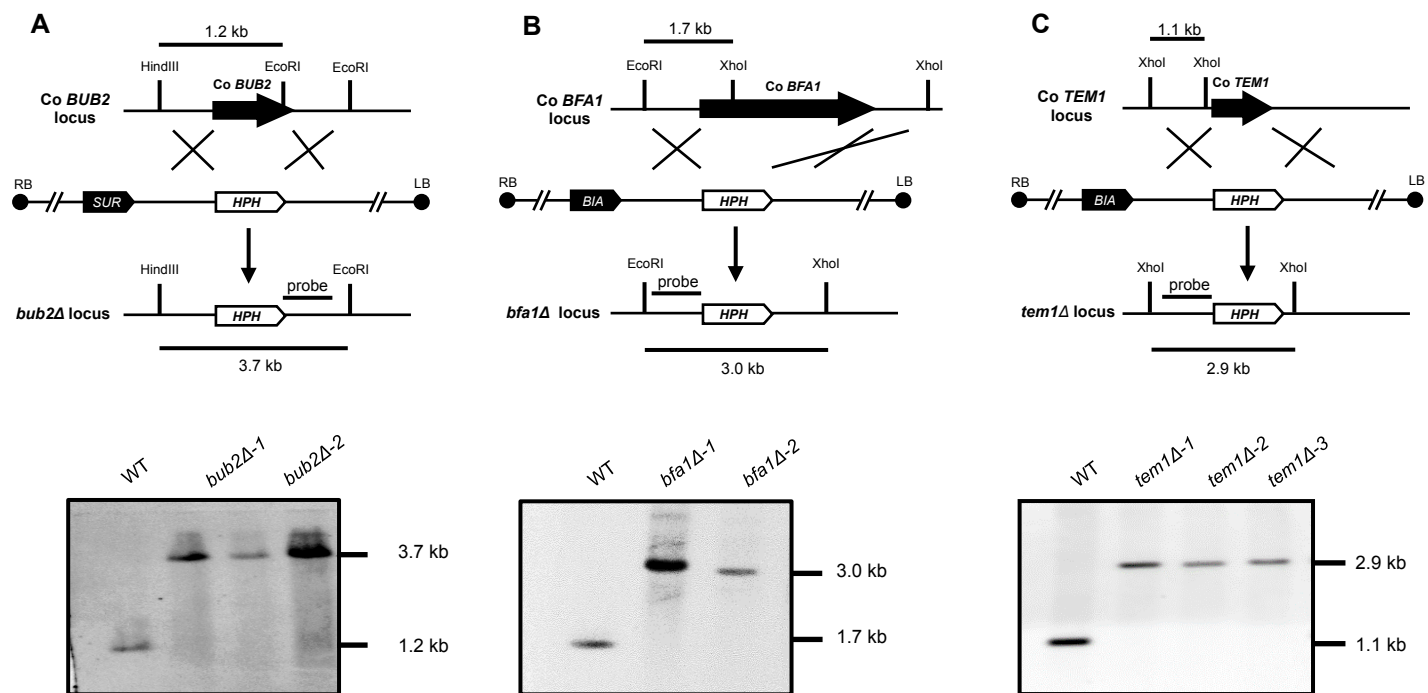 A
1.2 kb
HindIII
EcoRI
EcoRI
Co BUB2
Co BUB2
locus
RB
LB
SUR
HPH
HindIII
EcoRI
probe
bub2Δ locus
HPH
3.7 kb
WT
bub2Δ-1
bub2Δ-2
3.7 kb
1.2 kb
B
1.7 kb
EcoRI
XhoI
XhoI
Co BFA1
Co BFA1
locus
RB
LB
BIA
HPH
EcoRI
XhoI
probe
bfa1Δ locus
HPH
3.0 kb
WT
bfa1Δ-1
bfa1Δ-2
3.0 kb
1.7 kb
C
1.1 kb
XhoI
XhoI
Co TEM1
Co TEM1
locus
RB
LB
BIA
HPH
XhoI
XhoI
probe
tem1Δ locus
HPH
2.9 kb
WT
tem1Δ-1
tem1Δ-2
tem1Δ-3
2.9 kb
1.1 kb